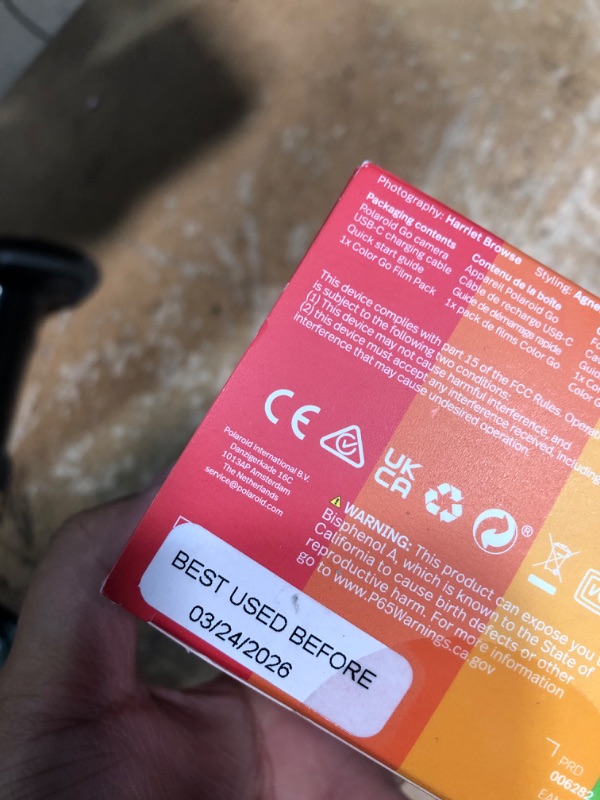 Photography: Harriet Browse
Styling: Agne
Packaging contents
Polaroid Go camera
USB-C charging cable
Quick start guide
1x Color Go Film Pack
Contenu de la boîte
Appareil Polaroid Go
Câble de recharge USB-C
Guide de démarrage rapide
1x pack de films Color Go
This device complies with part 15 of the FCC Rules. Operat
is subject to the following two conditions:
(1) This device may not cause harmful interference, and
(2) this device must accept any interference received, including
interference that may cause undesired operation.
CE
UK
CA
®
Polaroid International B.V.
Danzigerkade 16C
1013AP Amsterdam
The Netherlands
service@polaroid.com
WARNING: This product can expose you t
Bisphenol A, which is known to the State of
California to cause birth defects or other
reproductive harm. For more information
go to www.P65Warnings.ca.gov
BEST USED BEFORE
03/24/2026
PRD
006282
EAN